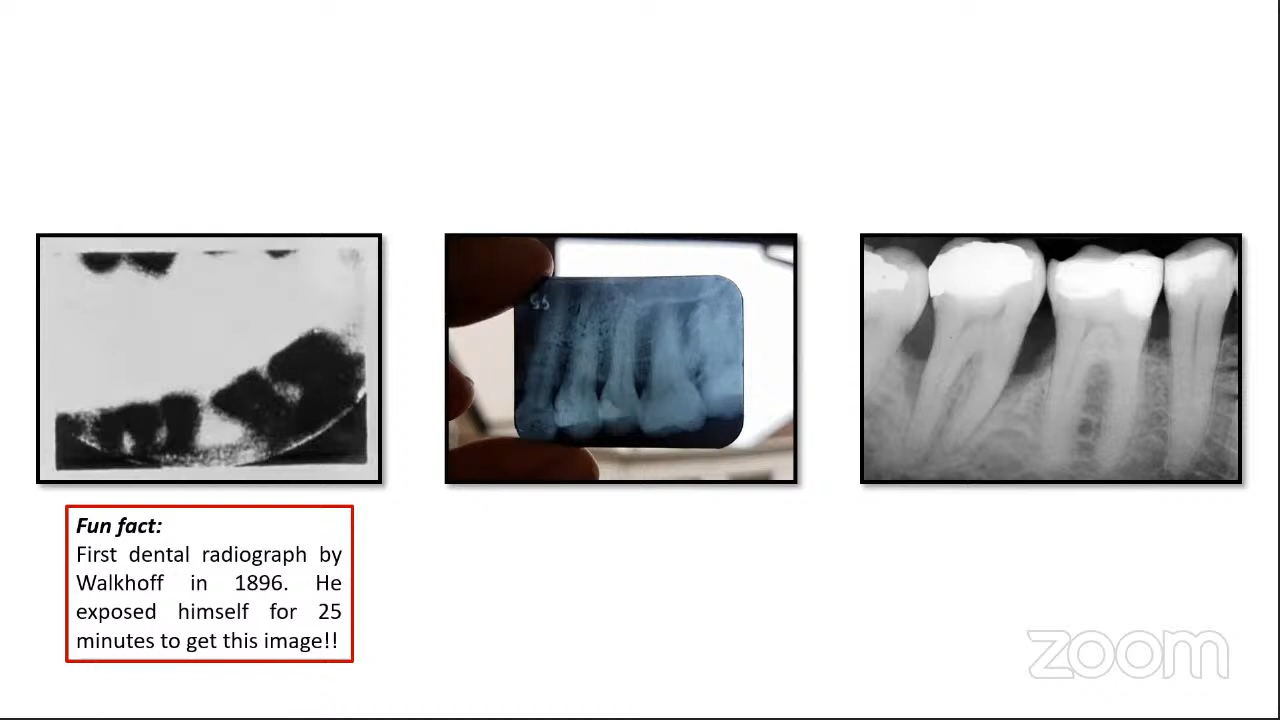 Fun fact:
First dental radiograph by
Walkhoff in 1896. He
exposed himself for 25
minutes to get this image!!
zoom